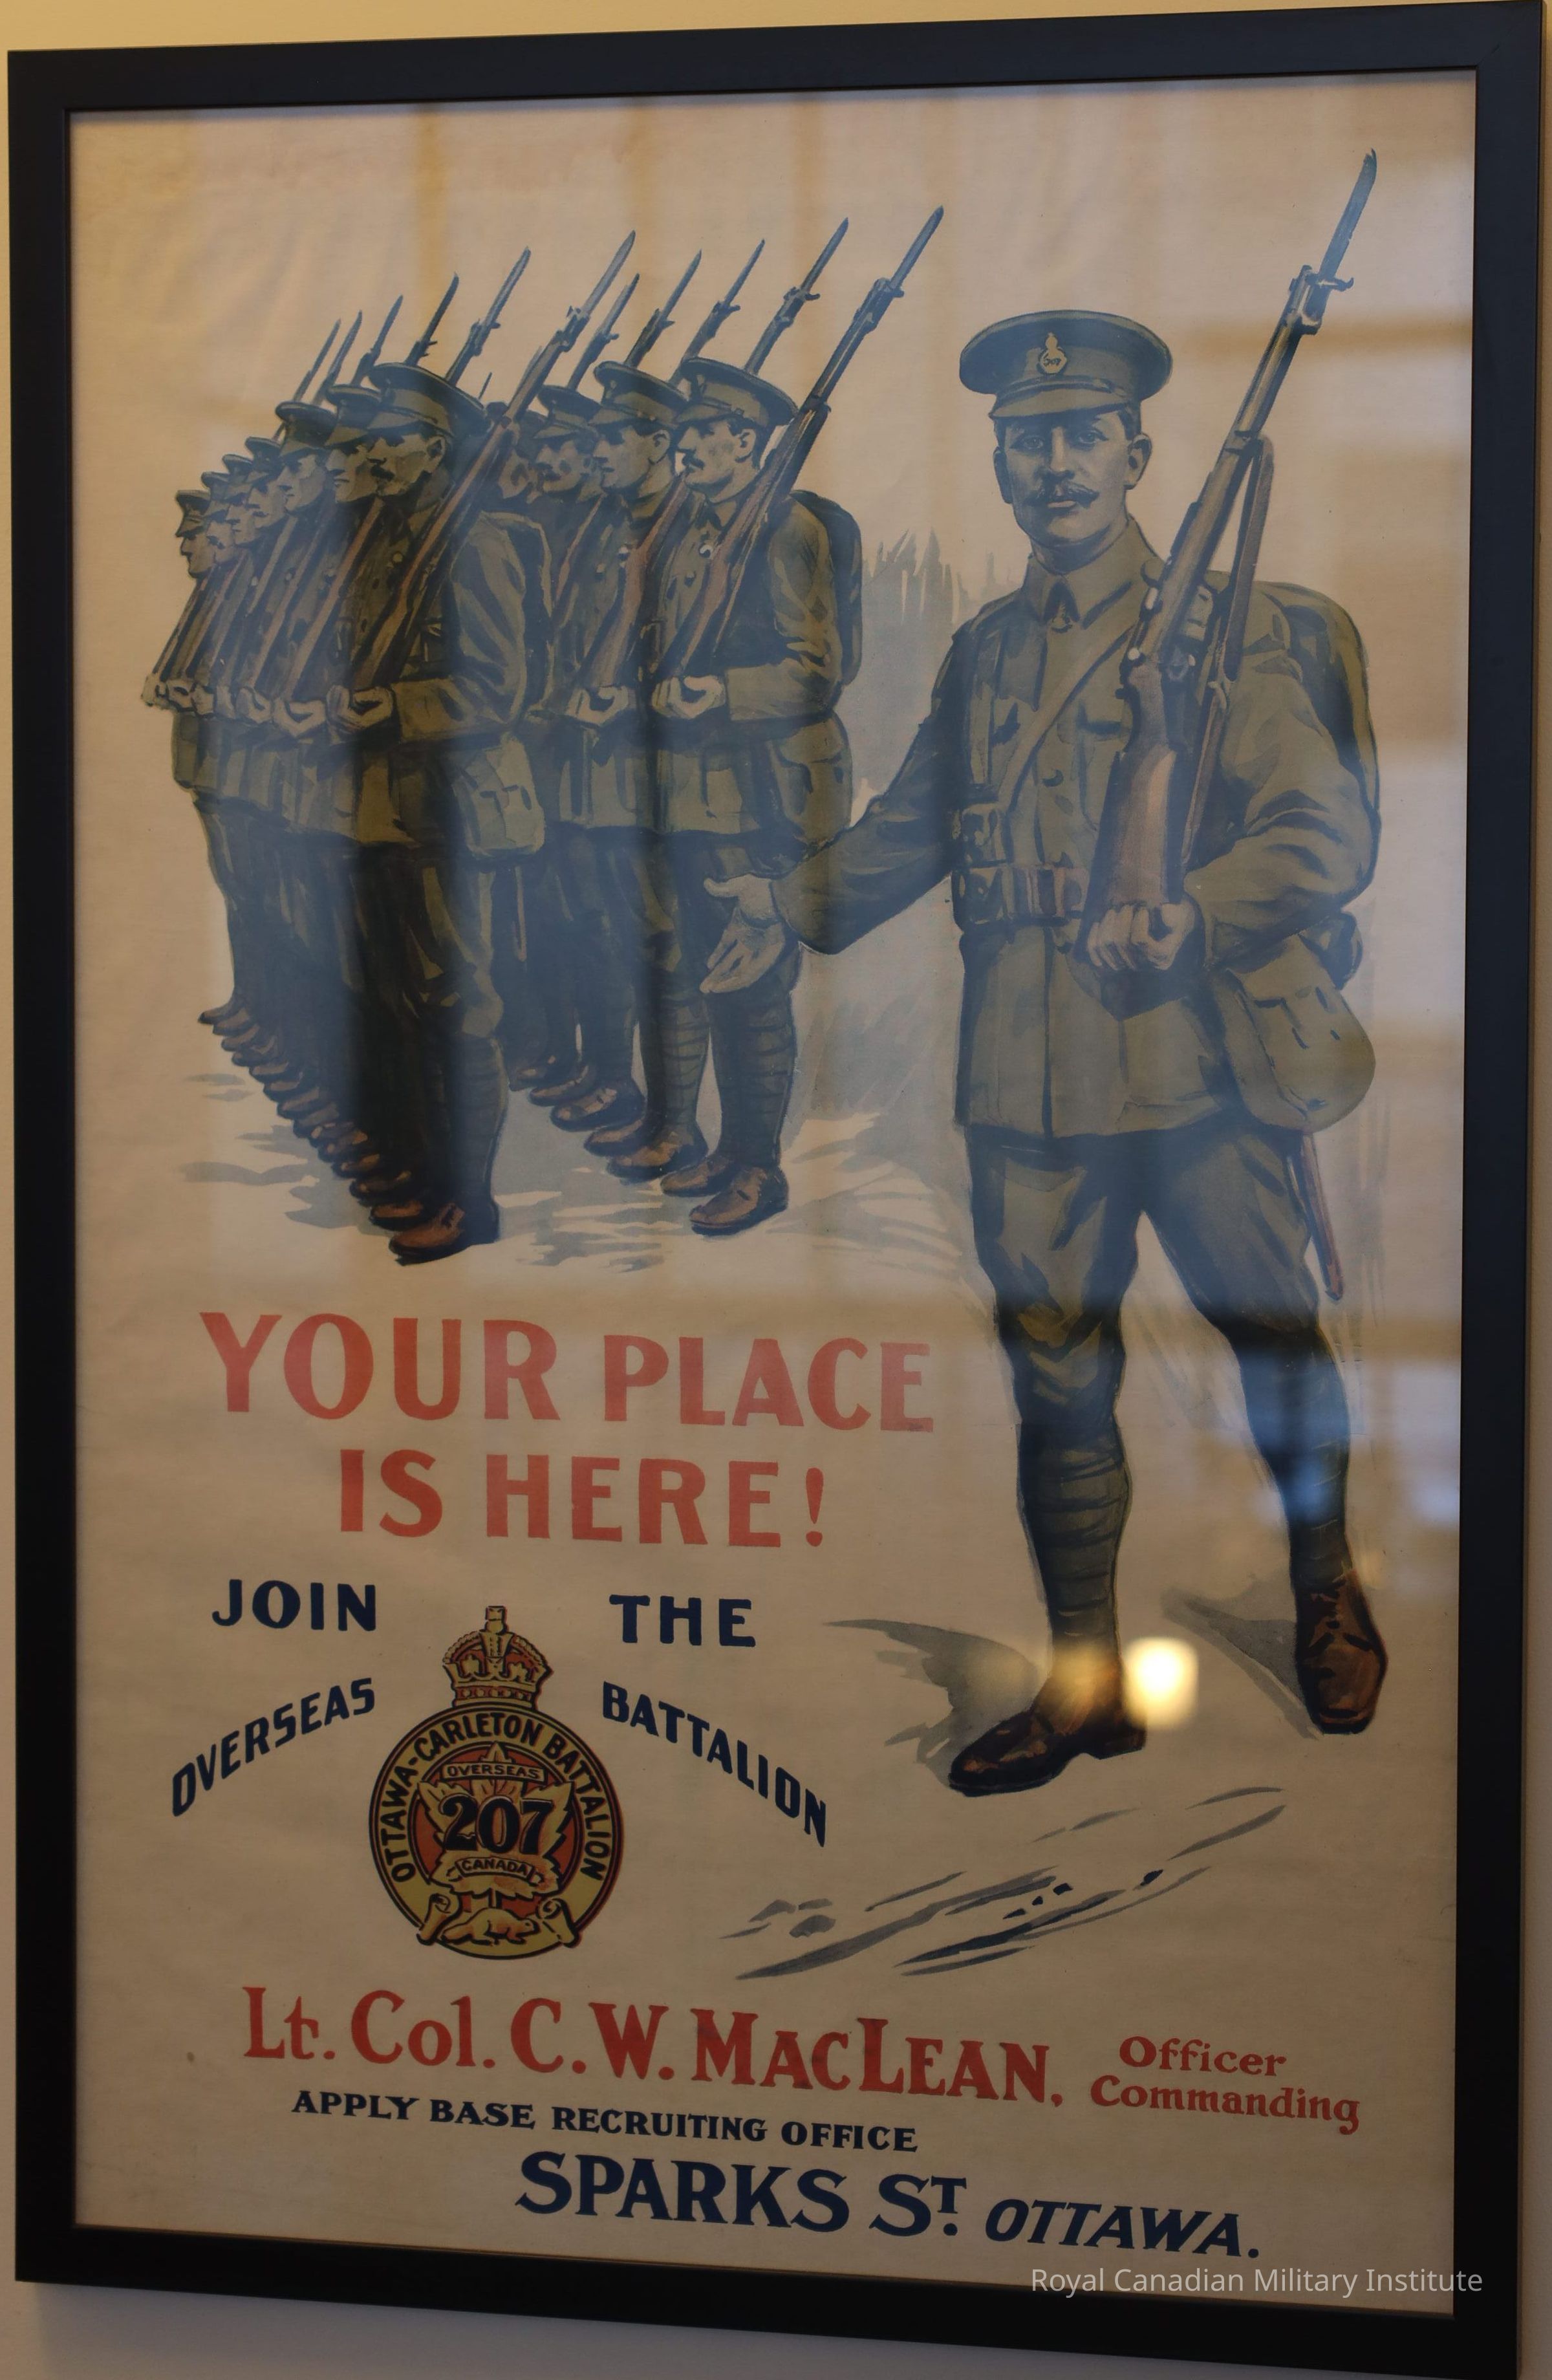 YOUR PLACE
IS HERE!
JOIN THE
OVERSEAS BATTALION
OTTAWA-CARLETON BATTALION
OVERSEAS
207
CANADA
Lt. Col. C. W. MACLEAN, Officer Commanding
APPLY BASE RECRUITING OFFICE
SPARKS ST. OTTAWA.
Royal Canadian Military Institute